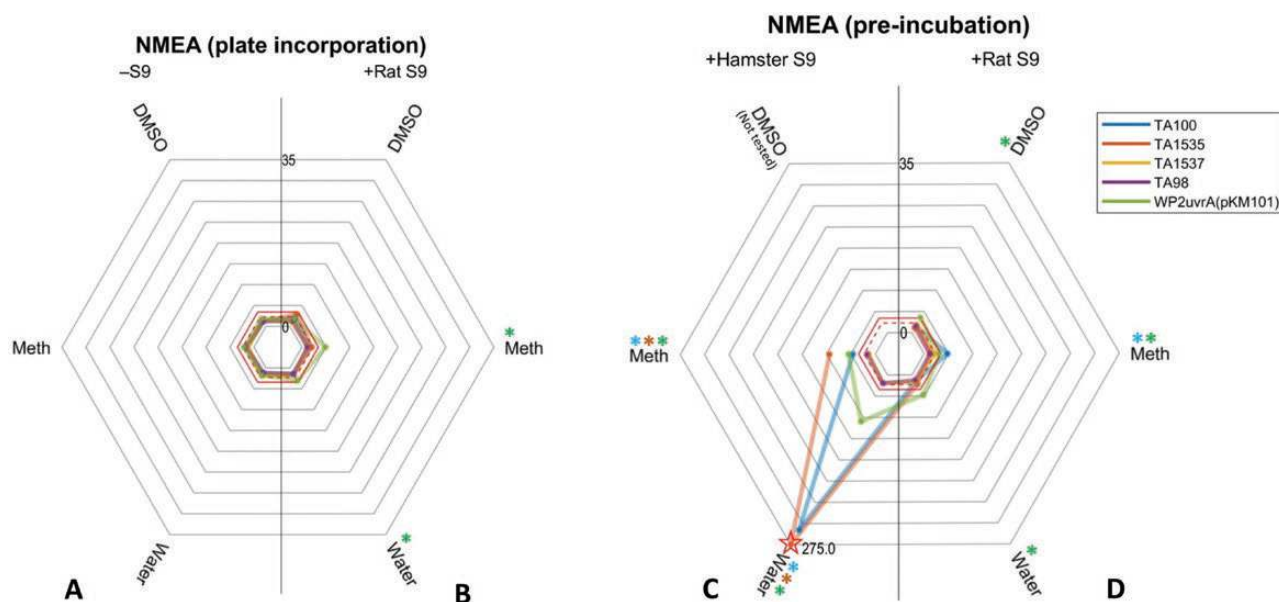 NMEA (plate incorporation)
–S9
+Rat S9
DMSO
DMSO
35
0
Meth
* Meth
Water
Water *
A
B
NMEA (pre-incubation)
+Hamster S9
+Rat S9
DMSO
(Not tested)
* DMSO
35
0
*** Meth
** Meth
275.0
Water
***
Water *
C
D
TA100
TA1535
TA1537
TA98
WP2uvrA(pKM101)